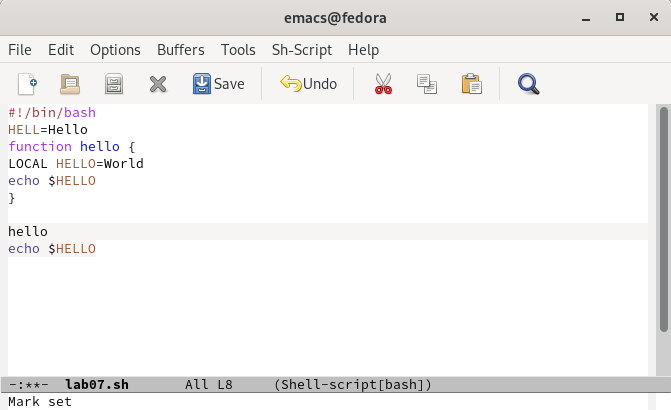 emacs@fedora
File Edit Options Buffers Tools Sh-Script Help
Save Undo
#!/bin/bash
HELL=Hello
function hello {
LOCAL HELLO=World
echo $HELLO
}
hello
echo $HELLO
-:**- lab07.sh All L8 (Shell-script[bash])
Mark set